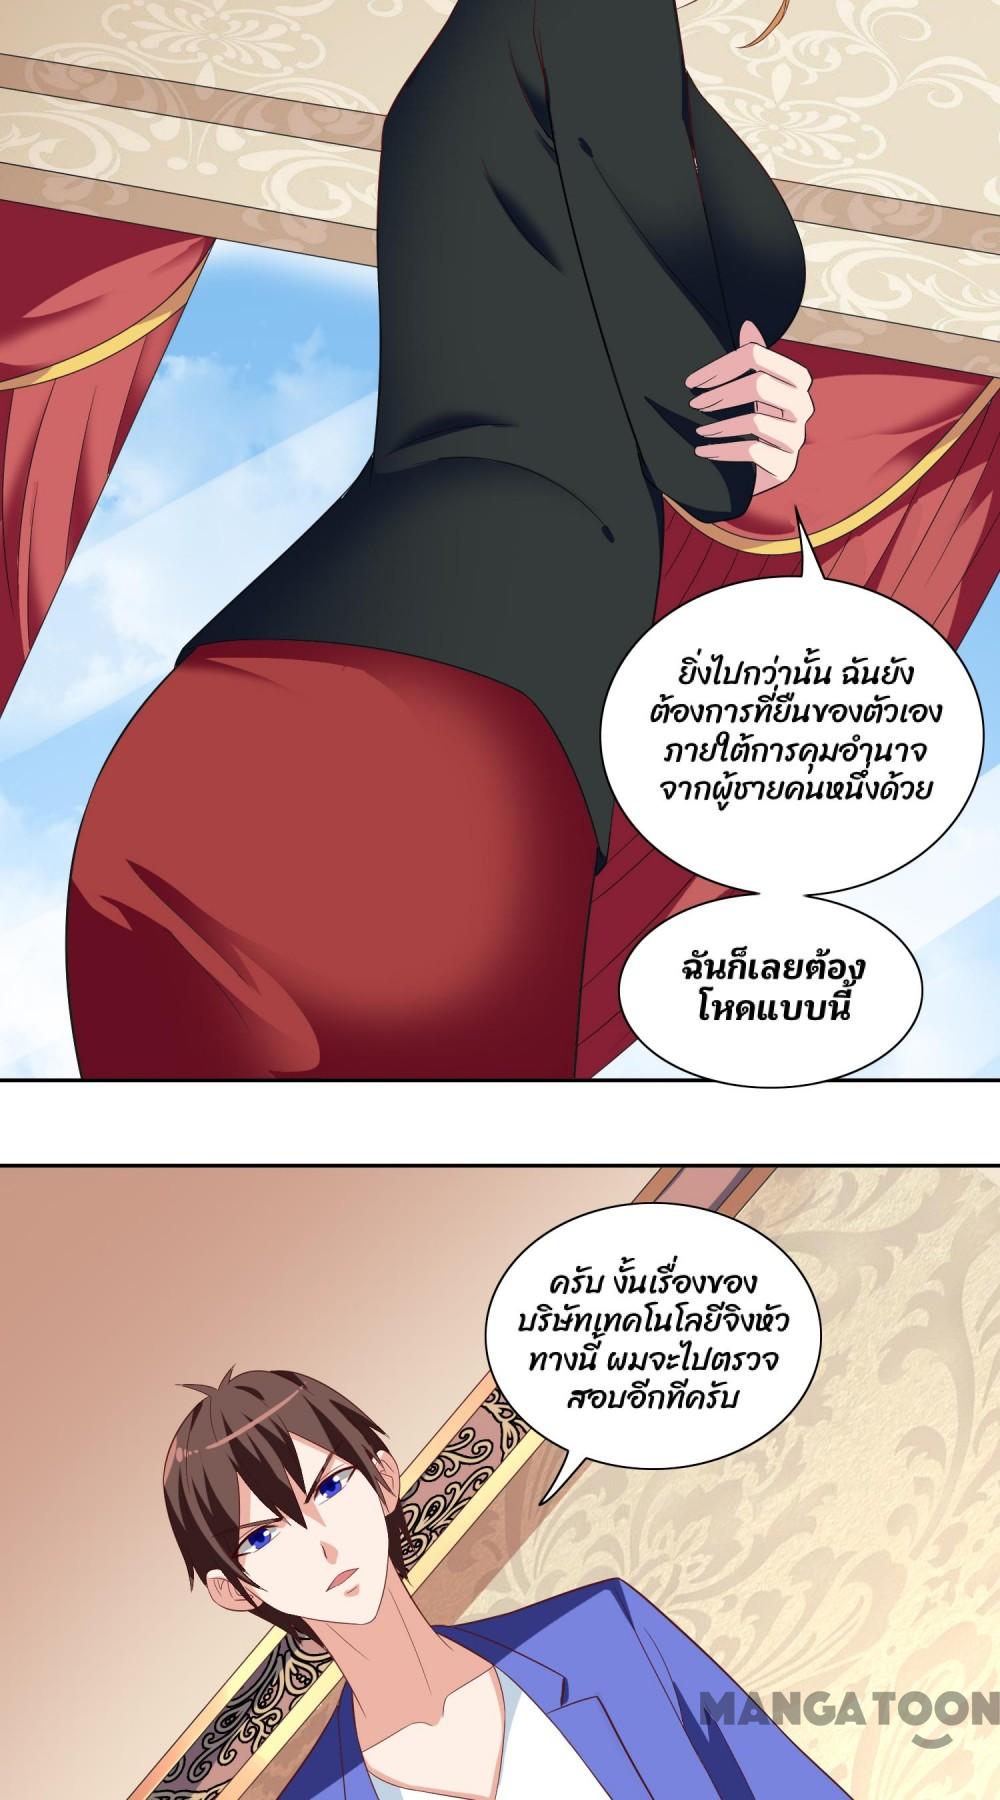 ยิ่งไปกว่านั้น ฉันยัง
ต้องการที่ยืนของตัวเอง
ภายใต้การคุมอำนาจ
จากผู้ชายคนหนึ่งด้วย
ฉันก็เลยต้อง
โหดแบบนี้
ครับ งั้นเรื่องของ
บริษัทเทคโนโลยีจิงหัว
ทางนี้ ผมจะไปตรวจ
สอบอีกทีครับ
MANGATOON